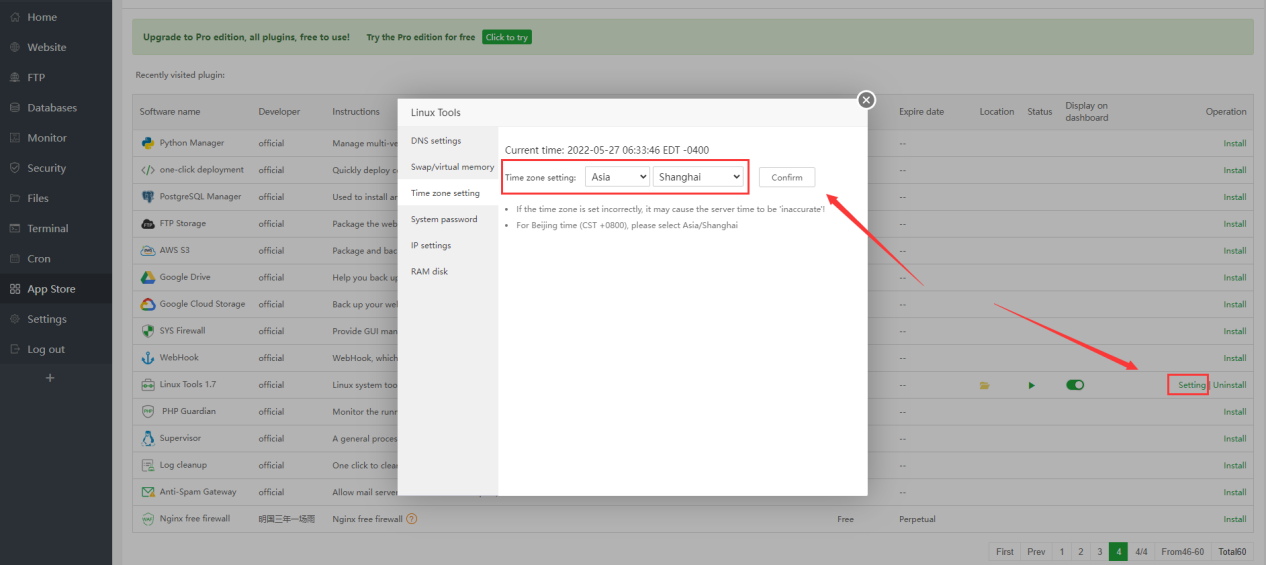 Home
Website
FTP
Databases
Monitor
Security
Files
Terminal
Cron
App Store
Settings
Log out
+
Upgrade to Pro edition, all plugins, free to use! Try the Pro edition for free Click to try
Recently visited plugin:
Software name Developer Instructions Expire date Location Status Display on dashboard Operation
Python Manager official Manage multi-ve -- Install
one-click deployment official Quickly deploy c -- Install
PostgreSQL Manager official Used to install an -- Install
FTP Storage official Package the web -- Install
AWS S3 official Package and bac -- Install
Google Drive official Help you back up -- Install
Google Cloud Storage official Back up your wel -- Install
SYS Firewall official Provide GUI man -- Install
WebHook official WebHook, which -- Install
Linux Tools 1.7 official Linux system too -- Setting | Uninstall
PHP Guardian official Monitor the runn -- Install
Supervisor official A general proces -- Install
Log cleanup official One click to clea -- Install
Anti-Spam Gateway official Allow mail server -- Install
Nginx free firewall 明国三年一场雨 Nginx free firewall ? Free Perpetual Install
First Prev 1 2 3 4 4/4 From46-60 Total60
Linux Tools
DNS settings
Swap/virtual memory
Time zone setting
System password
IP settings
RAM disk
Current time: 2022-05-27 06:33:46 EDT -0400
Time zone setting: Asia Shanghai Confirm
If the time zone is set incorrectly, it may cause the server time to be 'inaccurate'!
For Beijing time (CST +0800), please select Asia/Shanghai